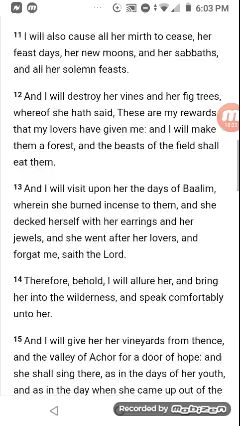 6:03 PM
11 I will also cause all her mirth to cease, her
feast days, her new moons, and her sabbaths,
and all her solemn feasts.
12 And I will destroy her vines and her fig trees,
whereof she hath said, These are my rewards
that my lovers have given me: and I will make
them a forest, and the beasts of the field shall
eat them.
13 And I will visit upon her the days of Baalim,
wherein she burned incense to them, and she
decked herself with her earrings and her
jewels, and she went after her lovers, and
forgat me, saith the Lord.
14 Therefore, behold, I will allure her, and bring
her into the wilderness, and speak comfortably
unto her.
15 And I will give her her vineyards from thence,
and the valley of Achor for a door of hope: and
she shall sing there, as in the days of her youth,
and as in the day when she came up out of the
Recorded by mobizen